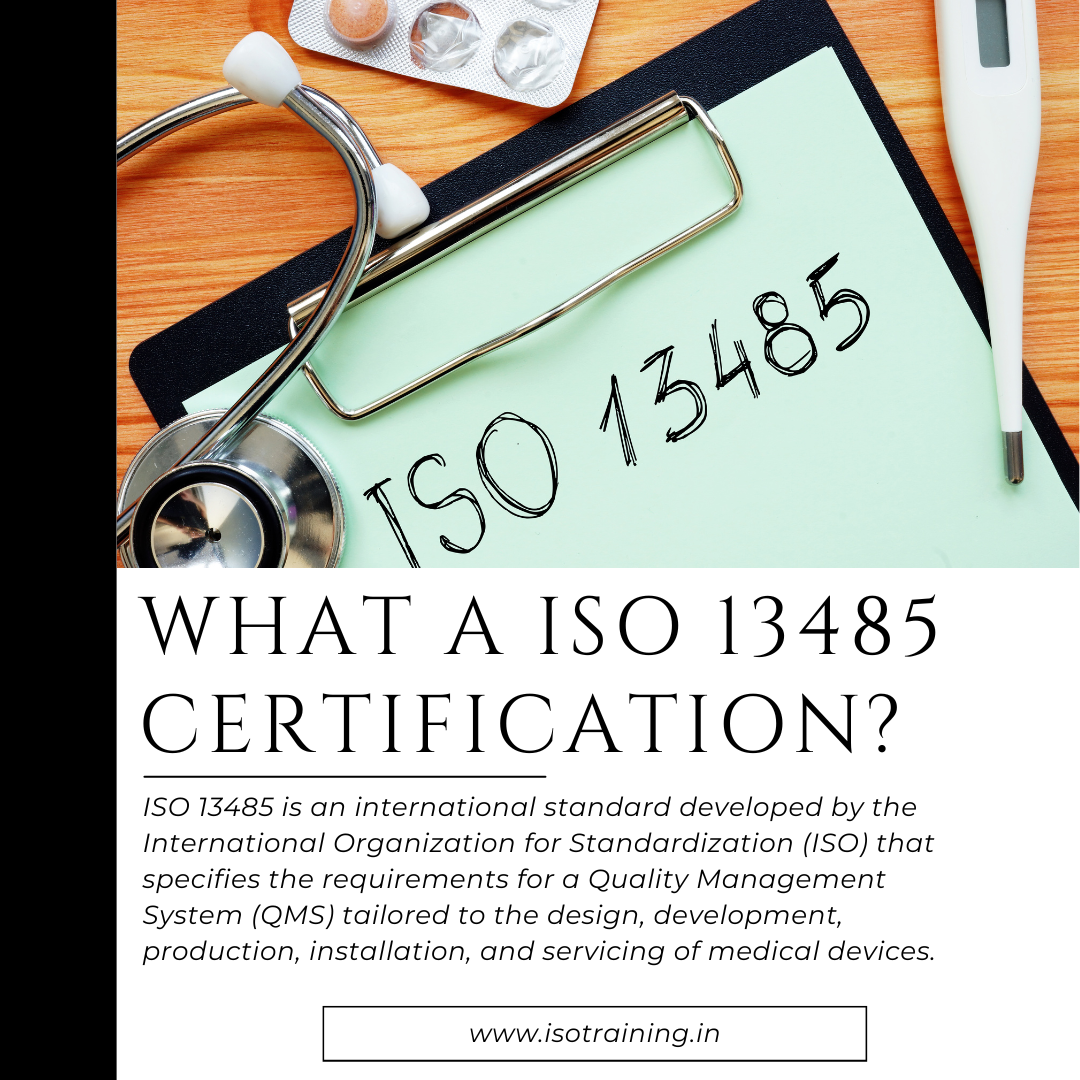 ISO 13485
WHAT A ISO 13485
CERTIFICATION?
ISO 13485 is an international standard developed by the
International Organization for Standardization (ISO) that
specifies the requirements for a Quality Management
System (QMS) tailored to the design, development,
production, installation, and servicing of medical devices.
www.isotraining.in